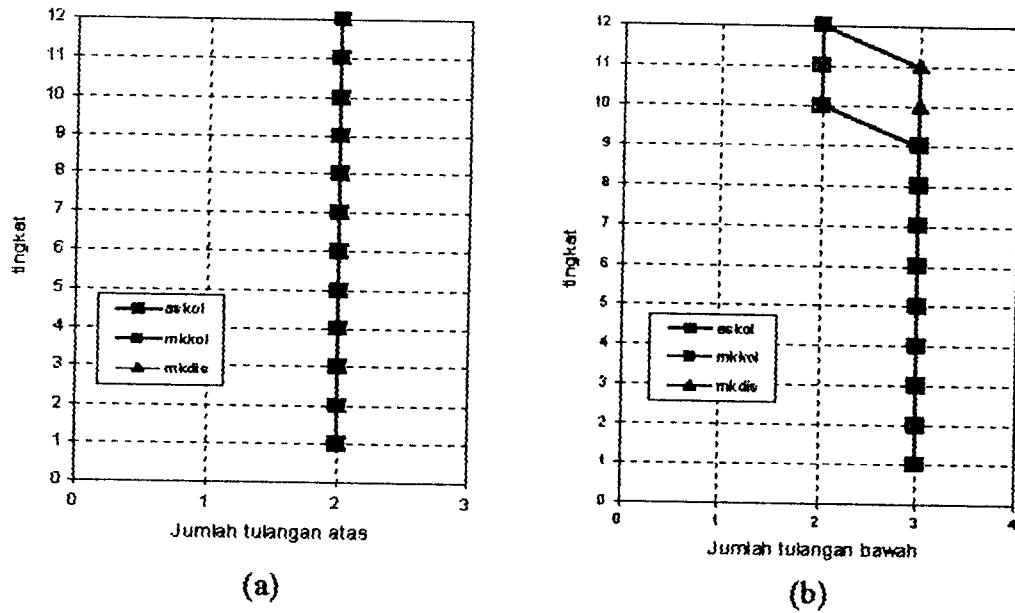 12
11
10
9
8
7
6
5
4
3
2
1
0
tingkat
askol
mkkol
mkdis
0 1 2 3
Jumlah tulangan atas
(a)
12
11
10
9
8
7
6
5
4
3
2
1
0
tingkat
askol
mkkol
mkdis
0 1 2 3 4
Jumlah tulangan bawah
(b)